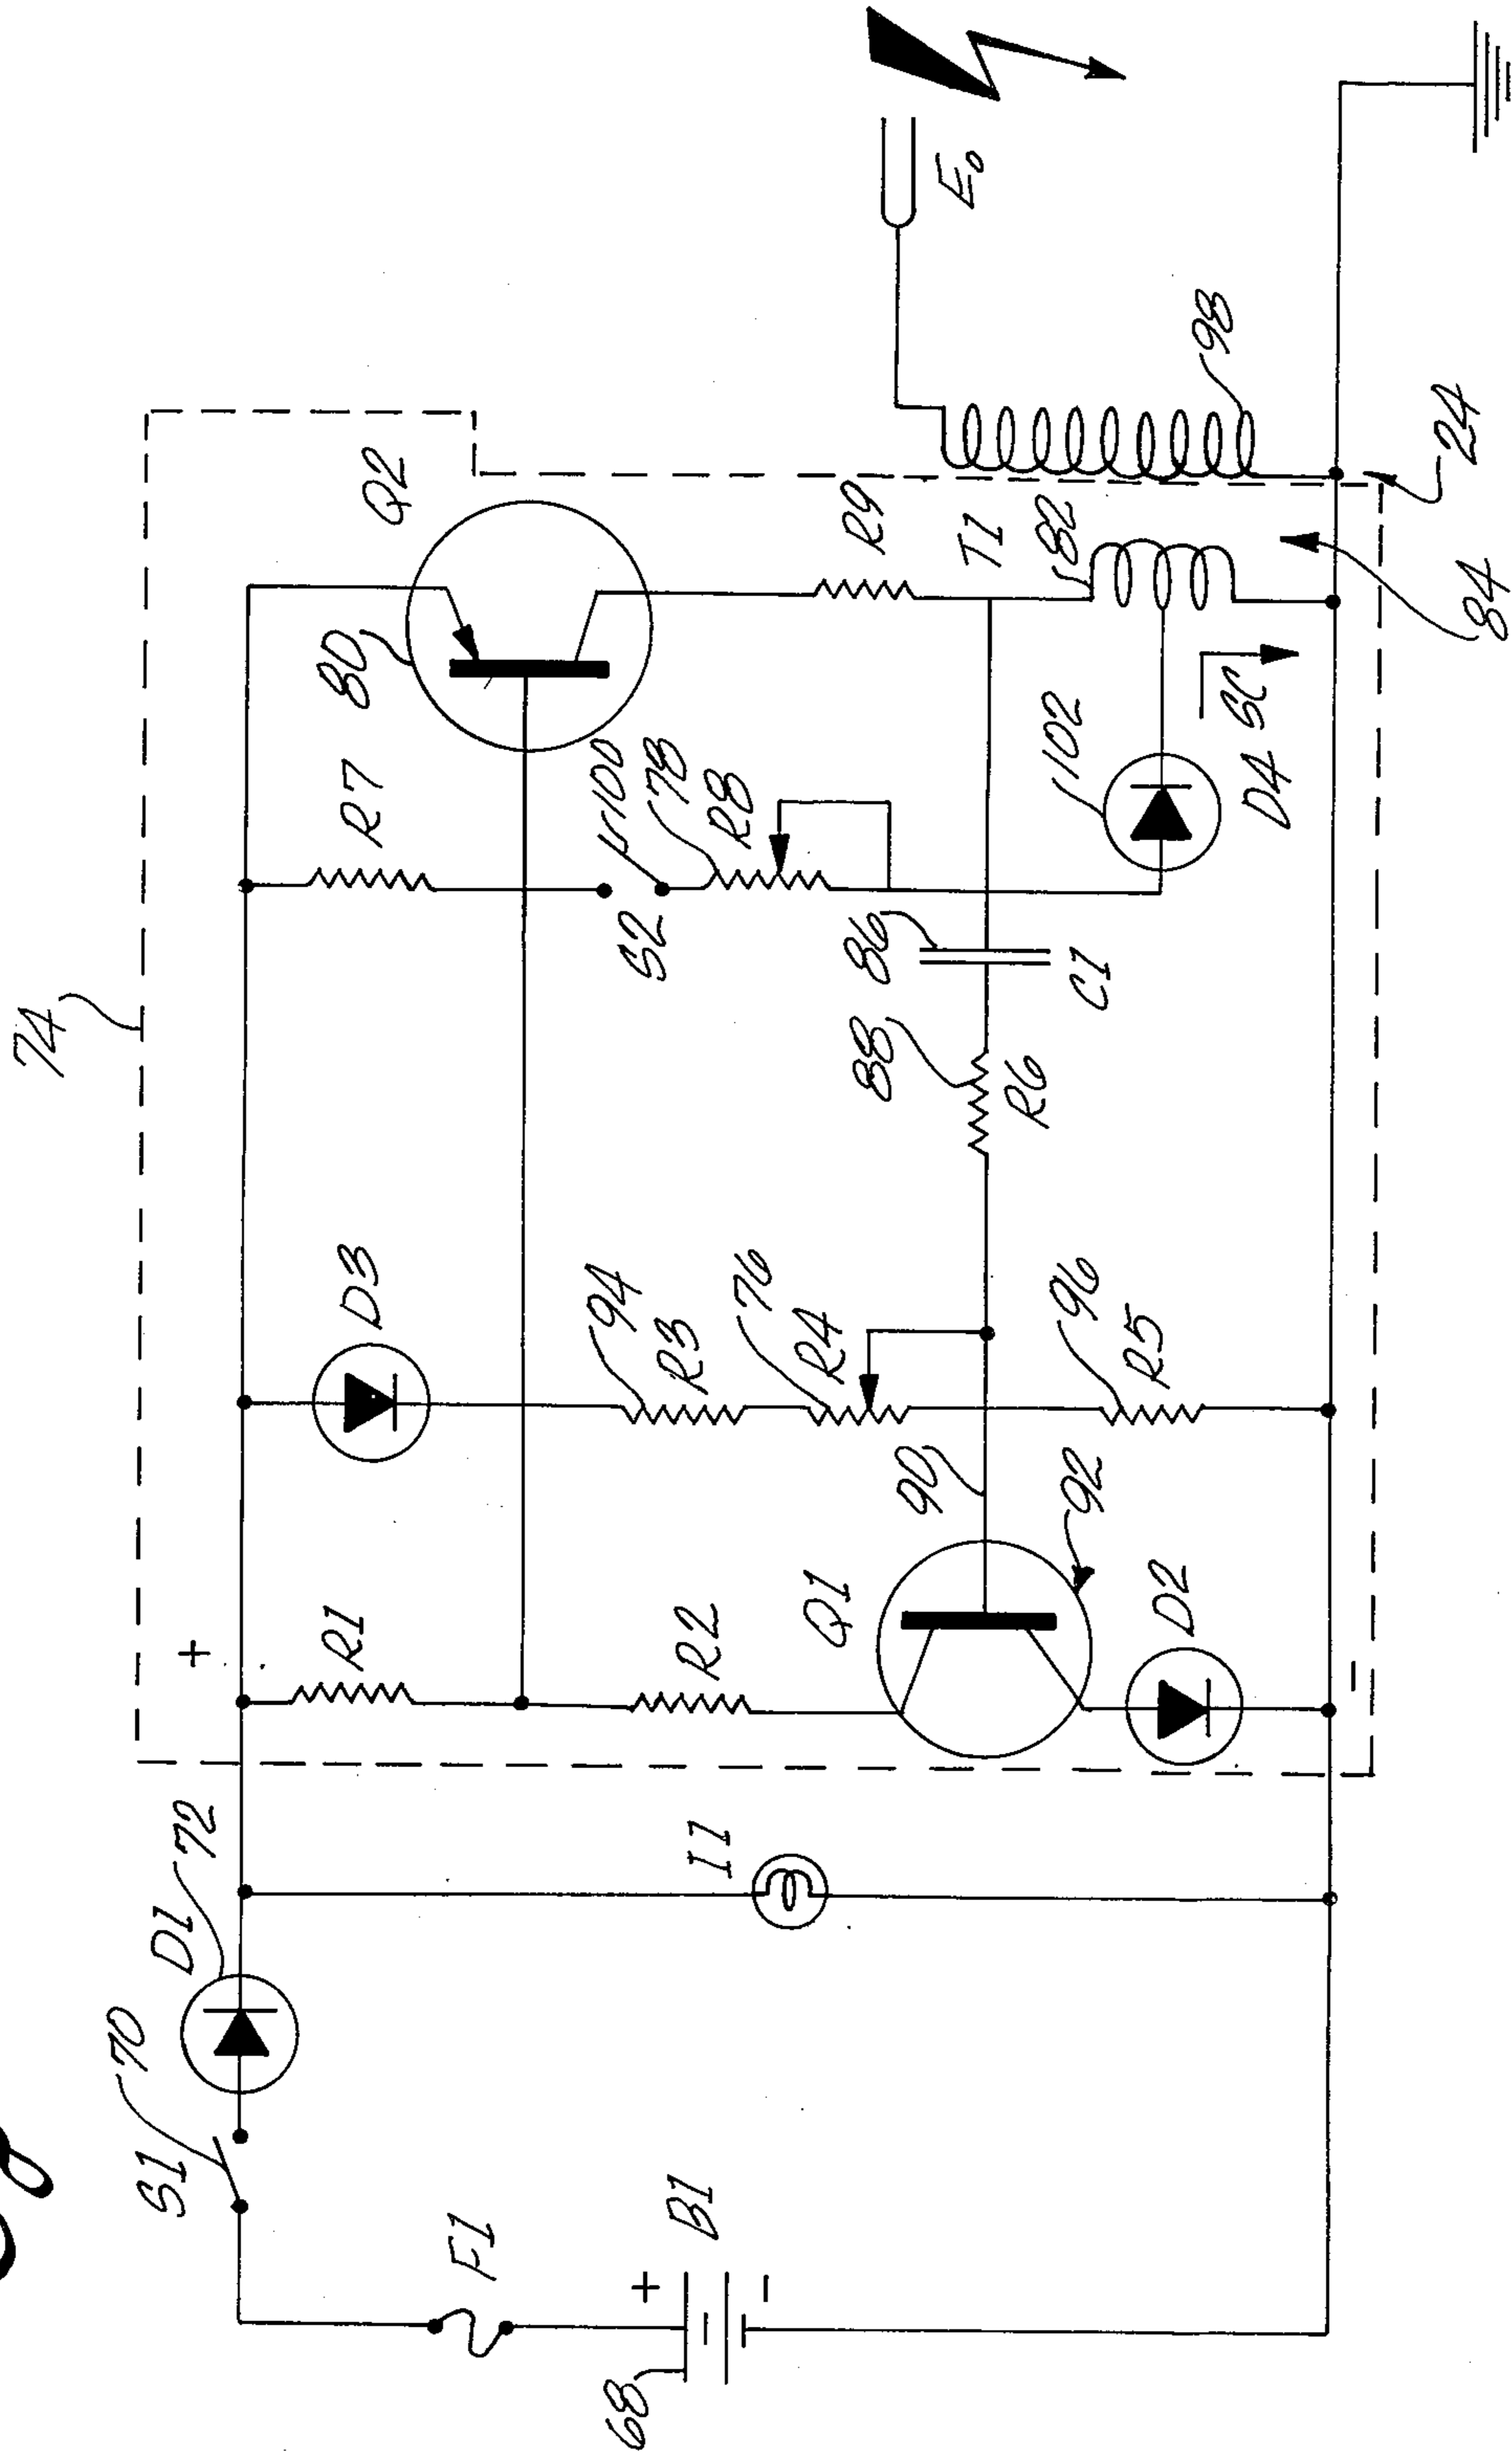 74
+
R1
D3
R7
80
Q2
S1
70
D1
72
F1
+
B1
-
68
I1
R2
94
R3
76
R4
S2
100
78
R8
Q1
90
92
88
R6
86
C1
R9
T1
82
E₀
D2
96
R5
102
D4
SC
98
-
84
24